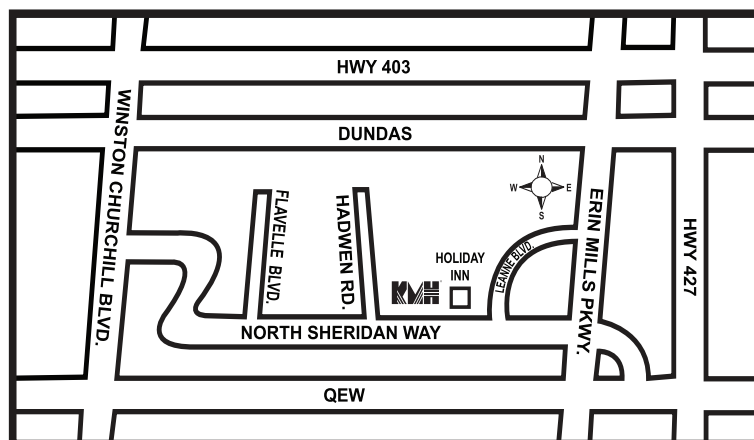 HWY 403
DUNDAS
WINSTON CHURCHILL BLVD.
FLAVELLE BLVD.
HADWEN RD.
N
W E
S
ERIN MILLS PKWY.
HWY 427
LEANNE BLVD.
HOLIDAY
INN
KMH
NORTH SHERIDAN WAY
QEW